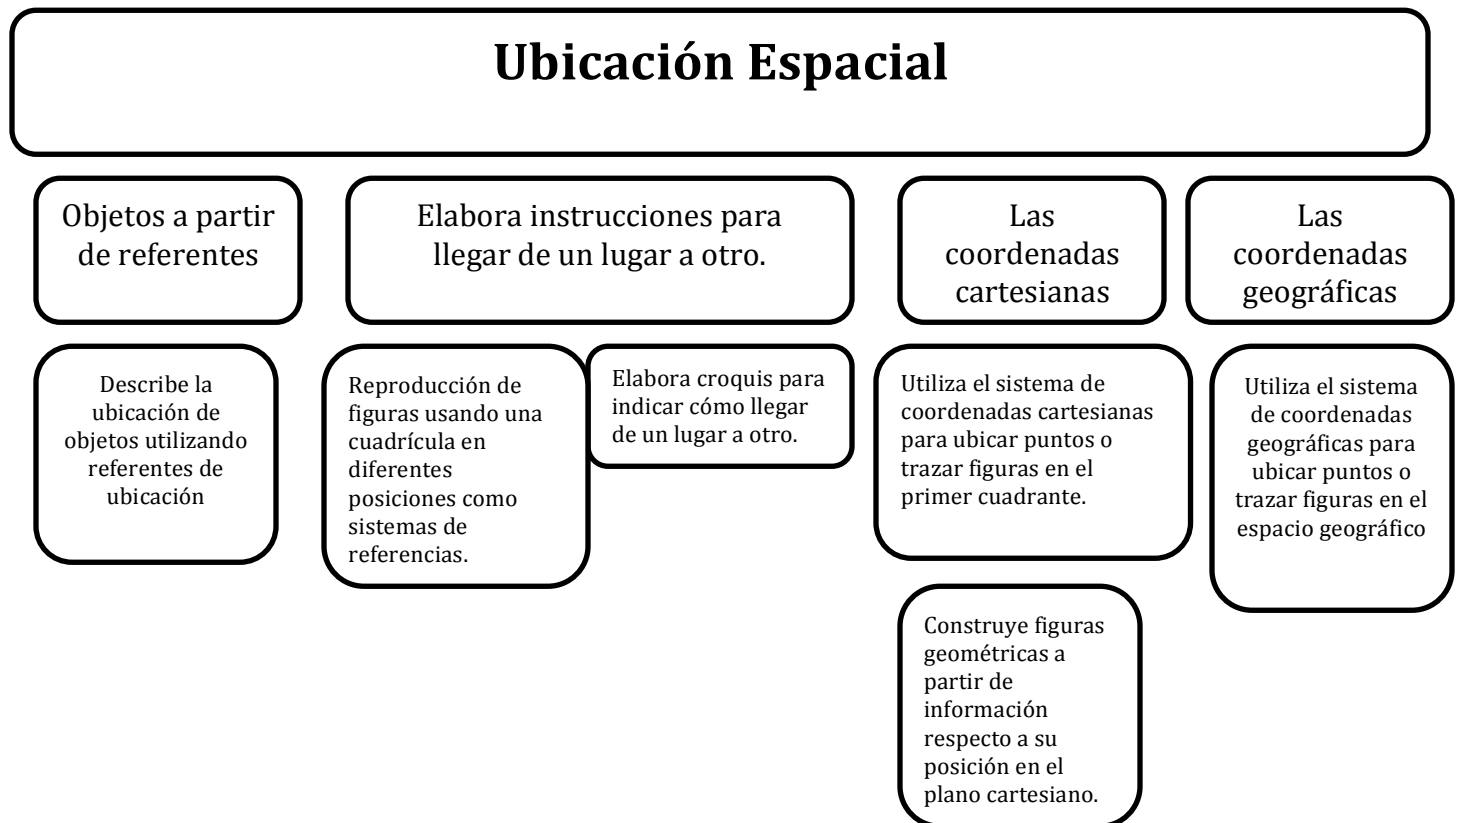 Ubicación Espacial
Objetos a partir
de referentes
Elabora instrucciones para
llegar de un lugar a otro.
Las
coordenadas
cartesianas
Las
coordenadas
geográficas
Describe la
ubicación de
objetos utilizando
referentes de
ubicación
Reproducción de
figuras usando una
cuadrícula en
diferentes
posiciones como
sistemas de
referencias.
Elabora croquis para
indicar cómo llegar
de un lugar a otro.
Utiliza el sistema de
coordenadas cartesianas
para ubicar puntos o
trazar figuras en el
primer cuadrante.
Utiliza el sistema
de coordenadas
geográficas para
ubicar puntos o
trazar figuras en el
espacio geográfico
Construye figuras
geométricas a
partir de
información
respecto a su
posición en el
plano cartesiano.